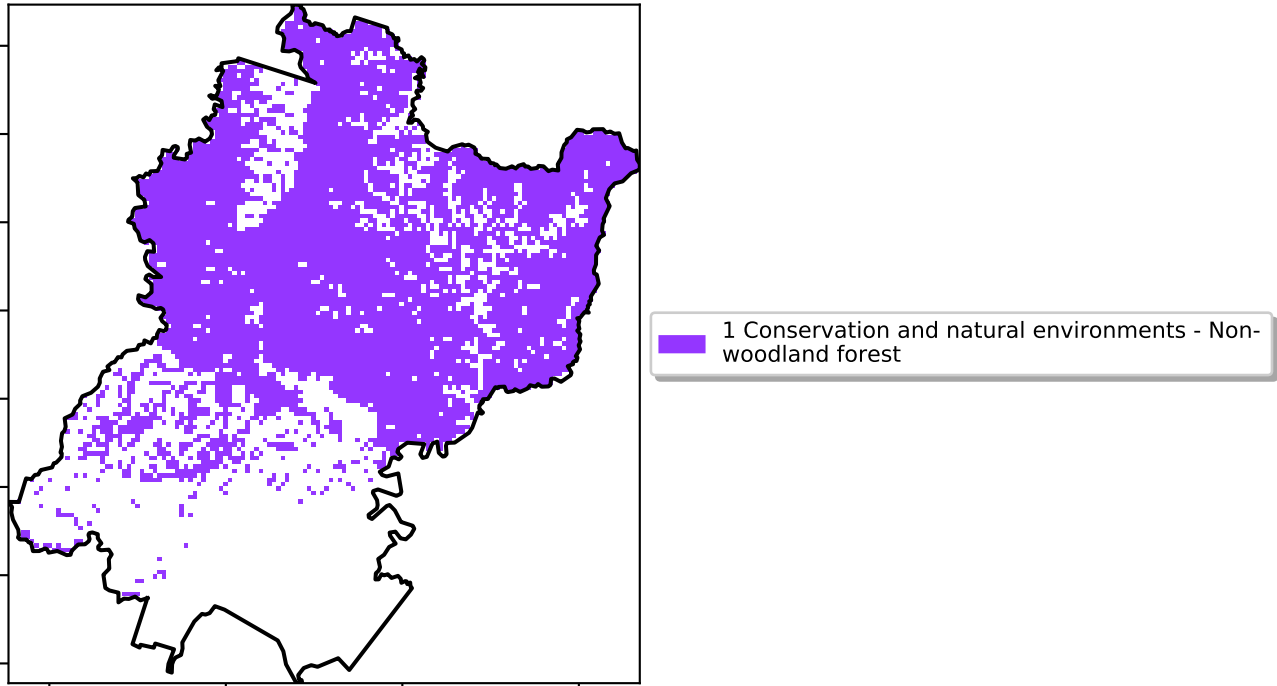 1 Conservation and natural environments - Non-
woodland forest